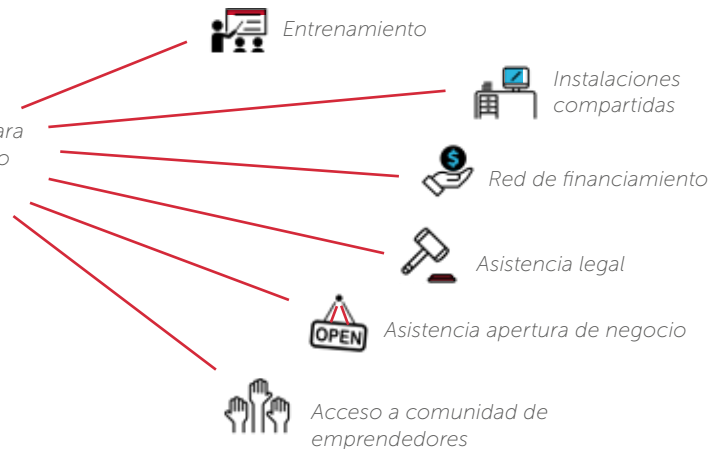 Entrenamiento
Instalaciones
compartidas
Red de financiamiento
Asistencia legal
OPEN
Asistencia apertura de negocio
Acceso a comunidad de
emprendedores